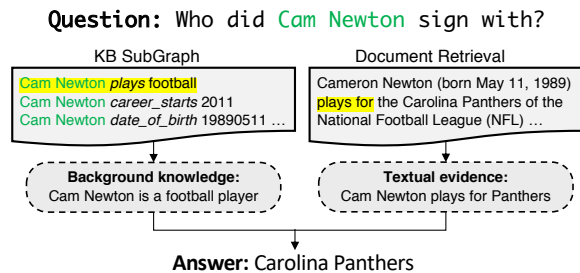 Question: Who did Cam Newton sign with?
KB SubGraph
Cam Newton plays football
Cam Newton career_starts 2011
Cam Newton date_of_birth 19890511 ...
Document Retrieval
Cameron Newton (born May 11, 1989)
plays for the Carolina Panthers of the
National Football League (NFL) ...
Background knowledge:
Cam Newton is a football player
Textual evidence:
Cam Newton plays for Panthers
Answer: Carolina Panthers